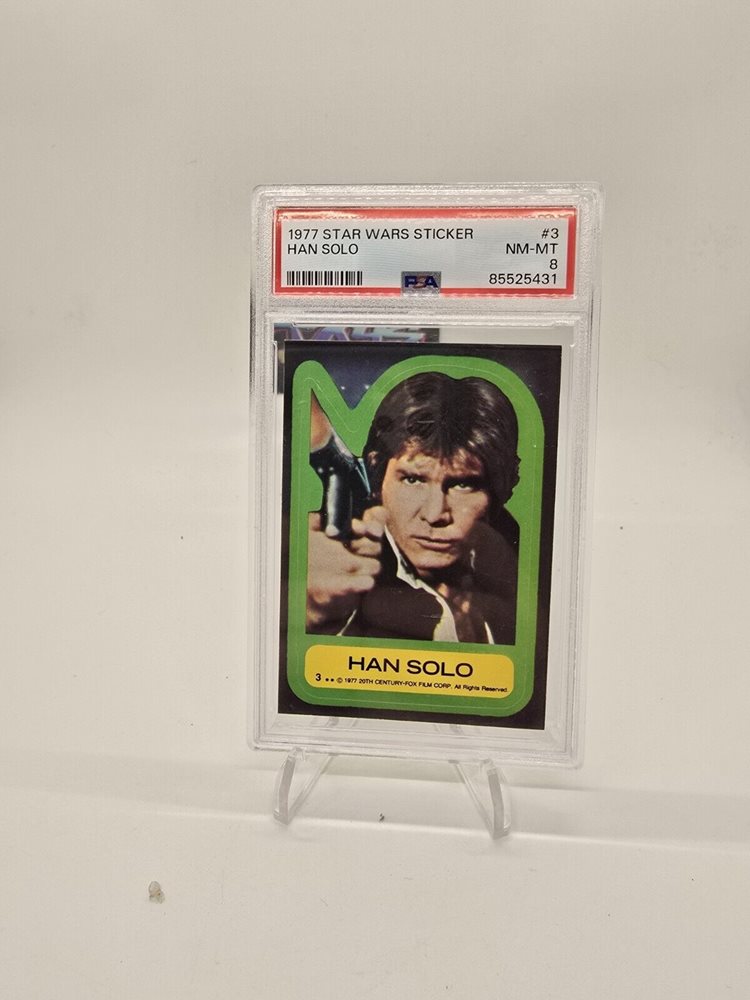 1977 STAR WARS STICKER #3
HAN SOLO NM-MT
8
PSA 85525431
HAN SOLO
3 •• © 1977 20TH CENTURY-FOX FILM CORP. All Rights Reserved.